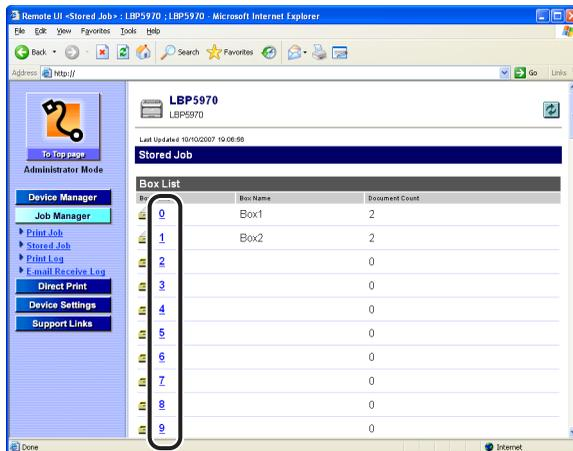 Remote UI <Stored Job> : LBP5970 ; LBP5970 - Microsoft Internet Explorer
File Edit View Favorites Tools Help
Back Search Favorites
Address http:// Go Links
LBP5970
LBP5970
Last Updated 10/10/2007 19:06:56
To Top page
Administrator Mode
Device Manager
Job Manager
Print Job
Stored Job
Print Log
E-mail Receive Log
Direct Print
Device Settings
Support Links
Stored Job
Box List
Box Name Document Count
0 Box1 2
1 Box2 2
2 0
3 0
4 0
5 0
6 0
7 0
8 0
9 0
Done Internet